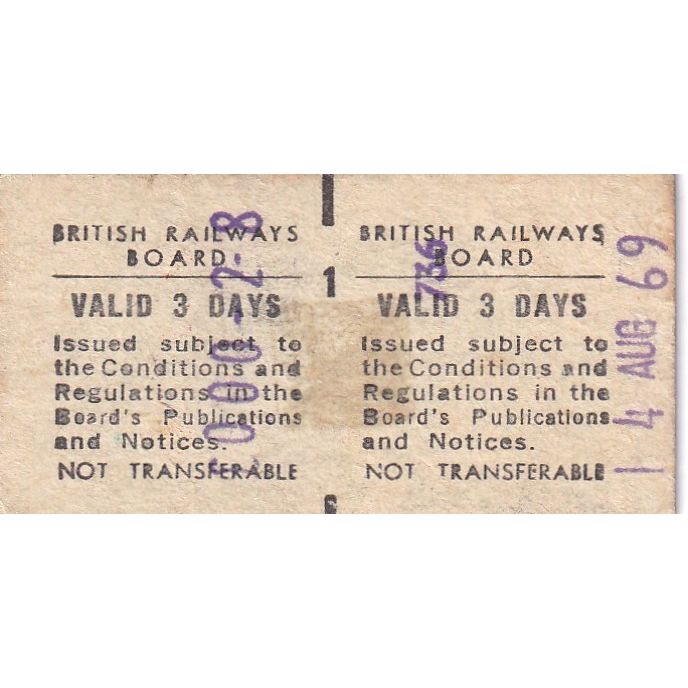 BRITISH RAILWAYS
BOARD
VALID 3 DAYS
Issued subject to
the Conditions and
Regulations in the
Board's Publications
and Notices.
NOT TRANSFERABLE
1
BRITISH RAILWAYS
BOARD
VALID 3 DAYS
Issued subject to
the Conditions and
Regulations in the
Board's Publications
and Notices.
NOT TRANSFERABLE
736
14 AUG 69